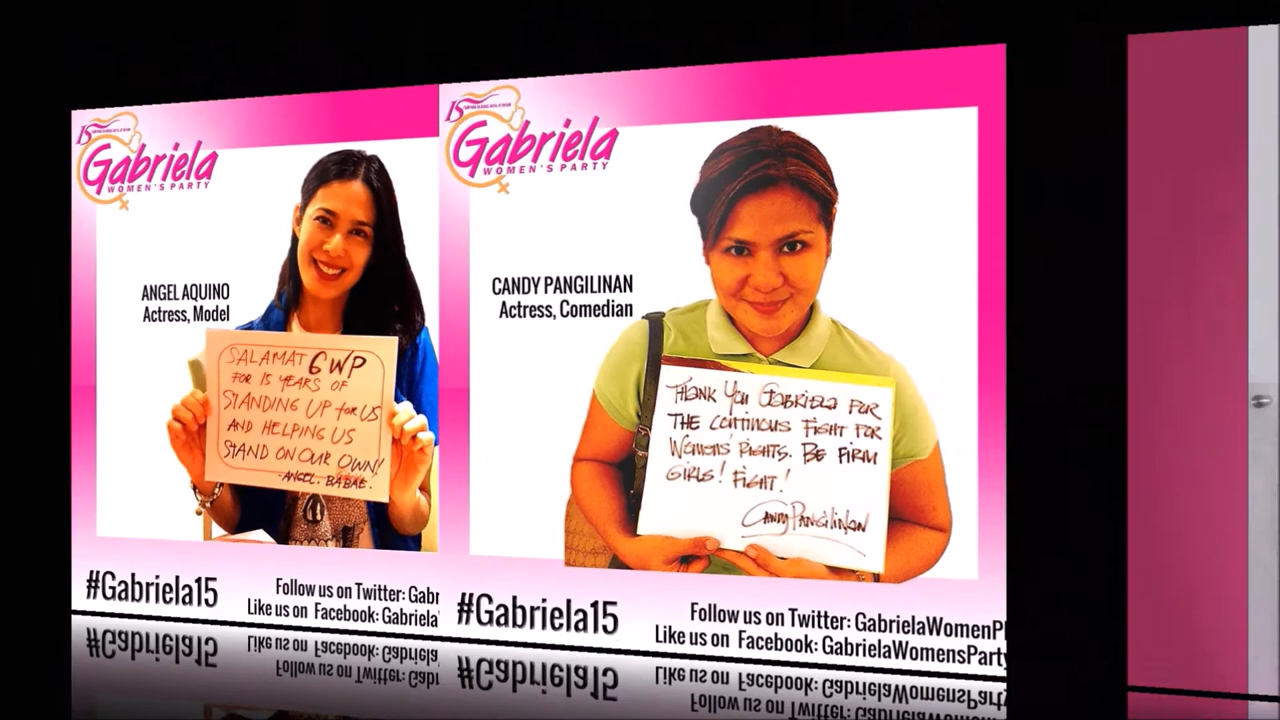 Gabriela
WOMEN'S PARTY
ANGEL AQUINO
Actress, Model
SALAMAT GWP
FOR 15 YEARS OF
STANDING UP for US
AND HELPING US
STAND ON OUR OWN!
- ANGEL. BABAE.
#Gabriela15
Follow us on Twitter: Gabr
Like us on Facebook: Gabriela
15
Gabriela
WOMEN'S PARTY
CANDY PANGILINAN
Actress, Comedian
THANK YOU GABRIELA FOR
THE CONTINOUS FIGHT FOR
WOMENS' RIGHTS. BE FIRM
GIRLS! FIGHT!
Candy Pangilinan
#Gabriela15
Follow us on Twitter: GabrielaWomenP
Like us on Facebook: GabrielaWomensParty